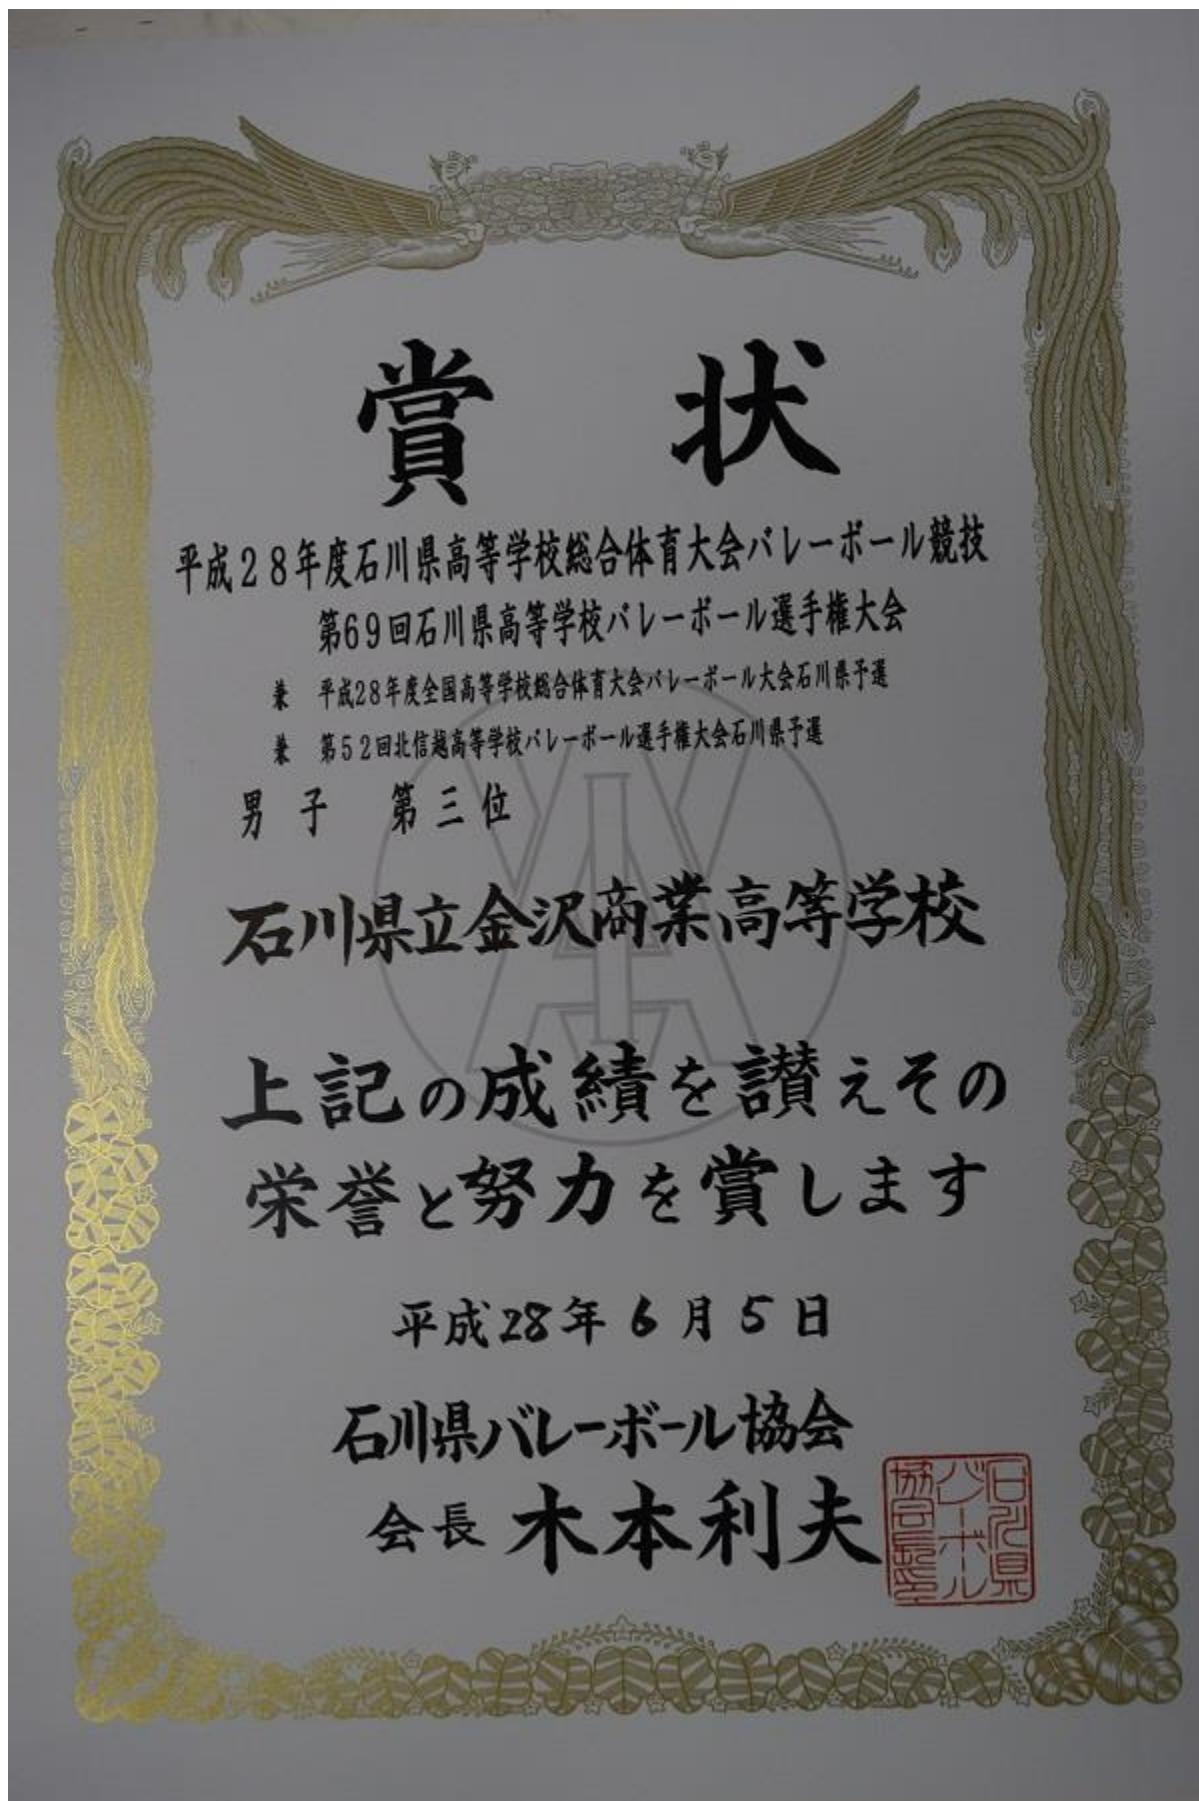 賞状
平成28年度石川県高等学校総合体育大会バレーボール競技
第69回石川県高等学校バレーボール選手権大会
兼 平成28年度全国高等学校総合体育大会バレーボール大会石川県予選
兼 第52回北信越高等学校バレーボール選手権大会石川県予選
男子 第三位
石川県立金沢商業高等学校
上記の成績を讃えその
栄誉と努力を賞します
平成28年6月5日
石川県バレーボール協会
会長 木本利夫
石川県
バレーボール
協会長印